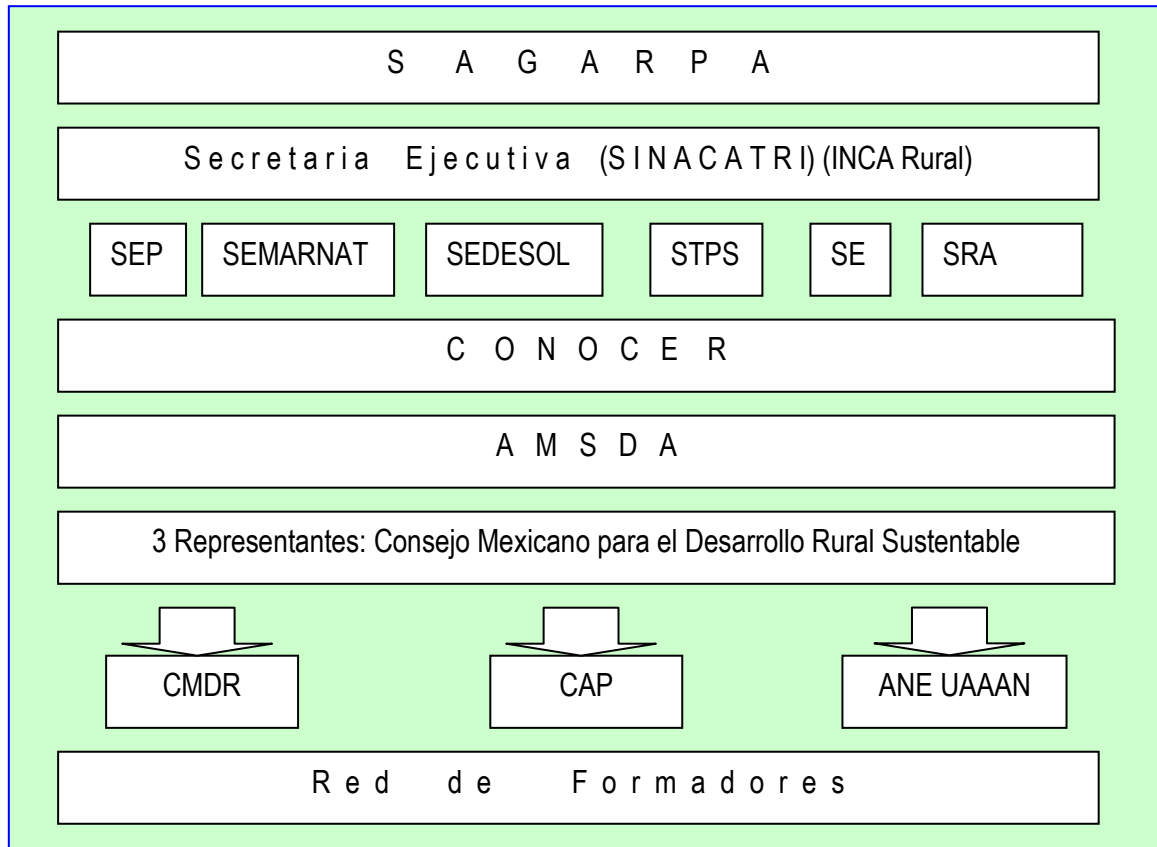 S A G A R P A
Secretaria Ejecutiva (SINACATRI) (INCA Rural)
SEP SEMARNAT SEDESOL STPS SE SRA
C O N O C E R
A M S D A
3 Representantes: Consejo Mexicano para el Desarrollo Rural Sustentable
CMDR CAP ANE UAAAN
Red de Formadores